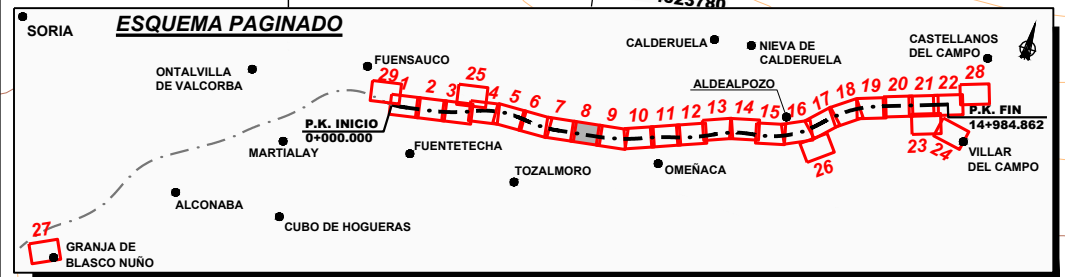 1823780
ESQUEMA PAGINADO
SORIA
CALDERUELA
NIEVA DE
CALDERUELA
CASTELLANOS
DEL CAMPO
ONTALVILLA
DE VALCORBA
FUENSAUCO
ALDEALPOZO
29 1 2 3 25 4 5 6 7 8 9 10 11 12 13 14 15 16 17 18 19 20 21 22 28
P.K. INICIO
0+000.000
P.K. FIN
14+984.862
MARTIALAY
FUENTETECHA
TOZALMORO
OMEÑACA
26
23
24
VILLAR
DEL CAMPO
ALCONABA
CUBO DE HOGUERAS
27
GRANJA DE
BLASCO NUÑO